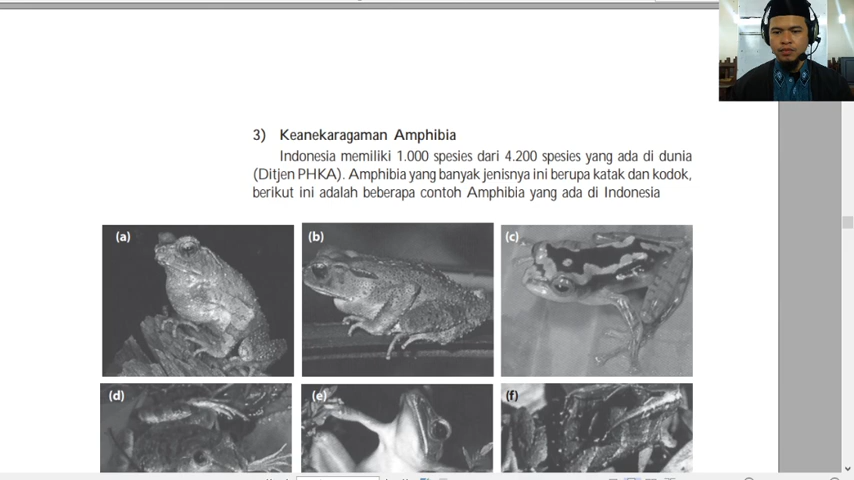 3) Keanekaragaman Amphibia
Indonesia memiliki 1.000 spesies dari 4.200 spesies yang ada di dunia
(Ditjen PHKA). Amphibia yang banyak jenisnya ini berupa katak dan kodok,
berikut ini adalah beberapa contoh Amphibia yang ada di Indonesia
(a) (b) (c)
(d) (e) (f)